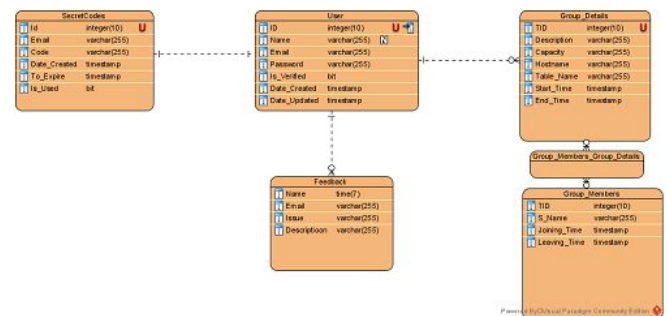 SecretCodes
Id integer(10) U
Email varchar(255)
Code varchar(255)
Date_Created timestamp
To_Expire timestamp
Is_Used bit
User
ID integer(10) U
Name varchar(255) N
Email varchar(255)
Password varchar(255)
Is_Verified bit
Date_Created timestamp
Date_Updated timestamp
Group_Details
TID integer(10) U
Description varchar(255)
Capacity varchar(255)
Hostname varchar(255)
Table_Name varchar(255)
Start_Time timestamp
End_Time timestamp
Group_Members_Group_Details
Feedback
Name time(7)
Email varchar(255)
Issue varchar(255)
Descriptioon varchar(255)
Group_Members
TID integer(10)
S_Name varchar(255)
Joining_Time timestamp
Leaving_Time timestamp
Visual Paradigm Community Edition